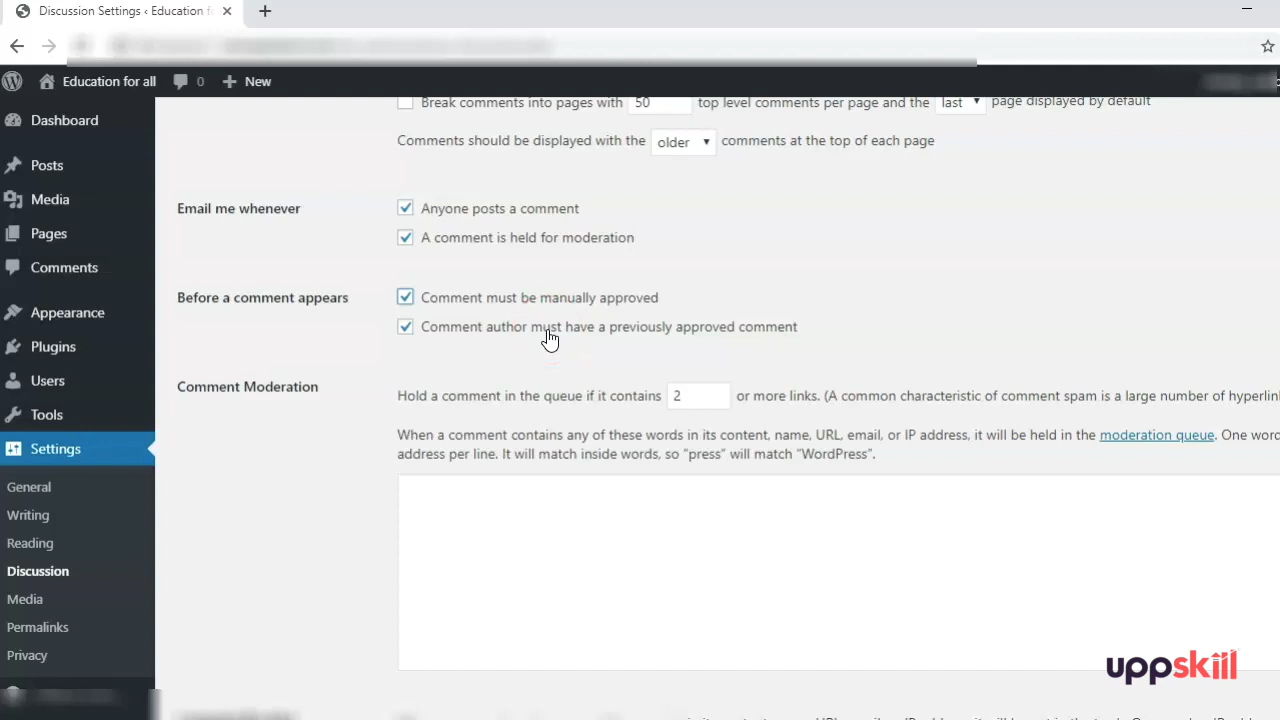 Discussion Settings ‹ Education f
Education for all
0
New
Break comments into pages with 50 top level comments per page and the last page displayed by default
Dashboard
Comments should be displayed with the older comments at the top of each page
Posts
Media
Email me whenever
Anyone posts a comment
Pages
A comment is held for moderation
Comments
Before a comment appears
Comment must be manually approved
Appearance
Comment author must have a previously approved comment
Plugins
Users
Comment Moderation
Hold a comment in the queue if it contains 2 or more links. (A common characteristic of comment spam is a large number of hyperlin
Tools
When a comment contains any of these words in its content, name, URL, email, or IP address, it will be held in the moderation queue. One word
Settings
address per line. It will match inside words, so "press" will match "WordPress".
General
Writing
Reading
Discussion
Media
Permalinks
Privacy
uppskill